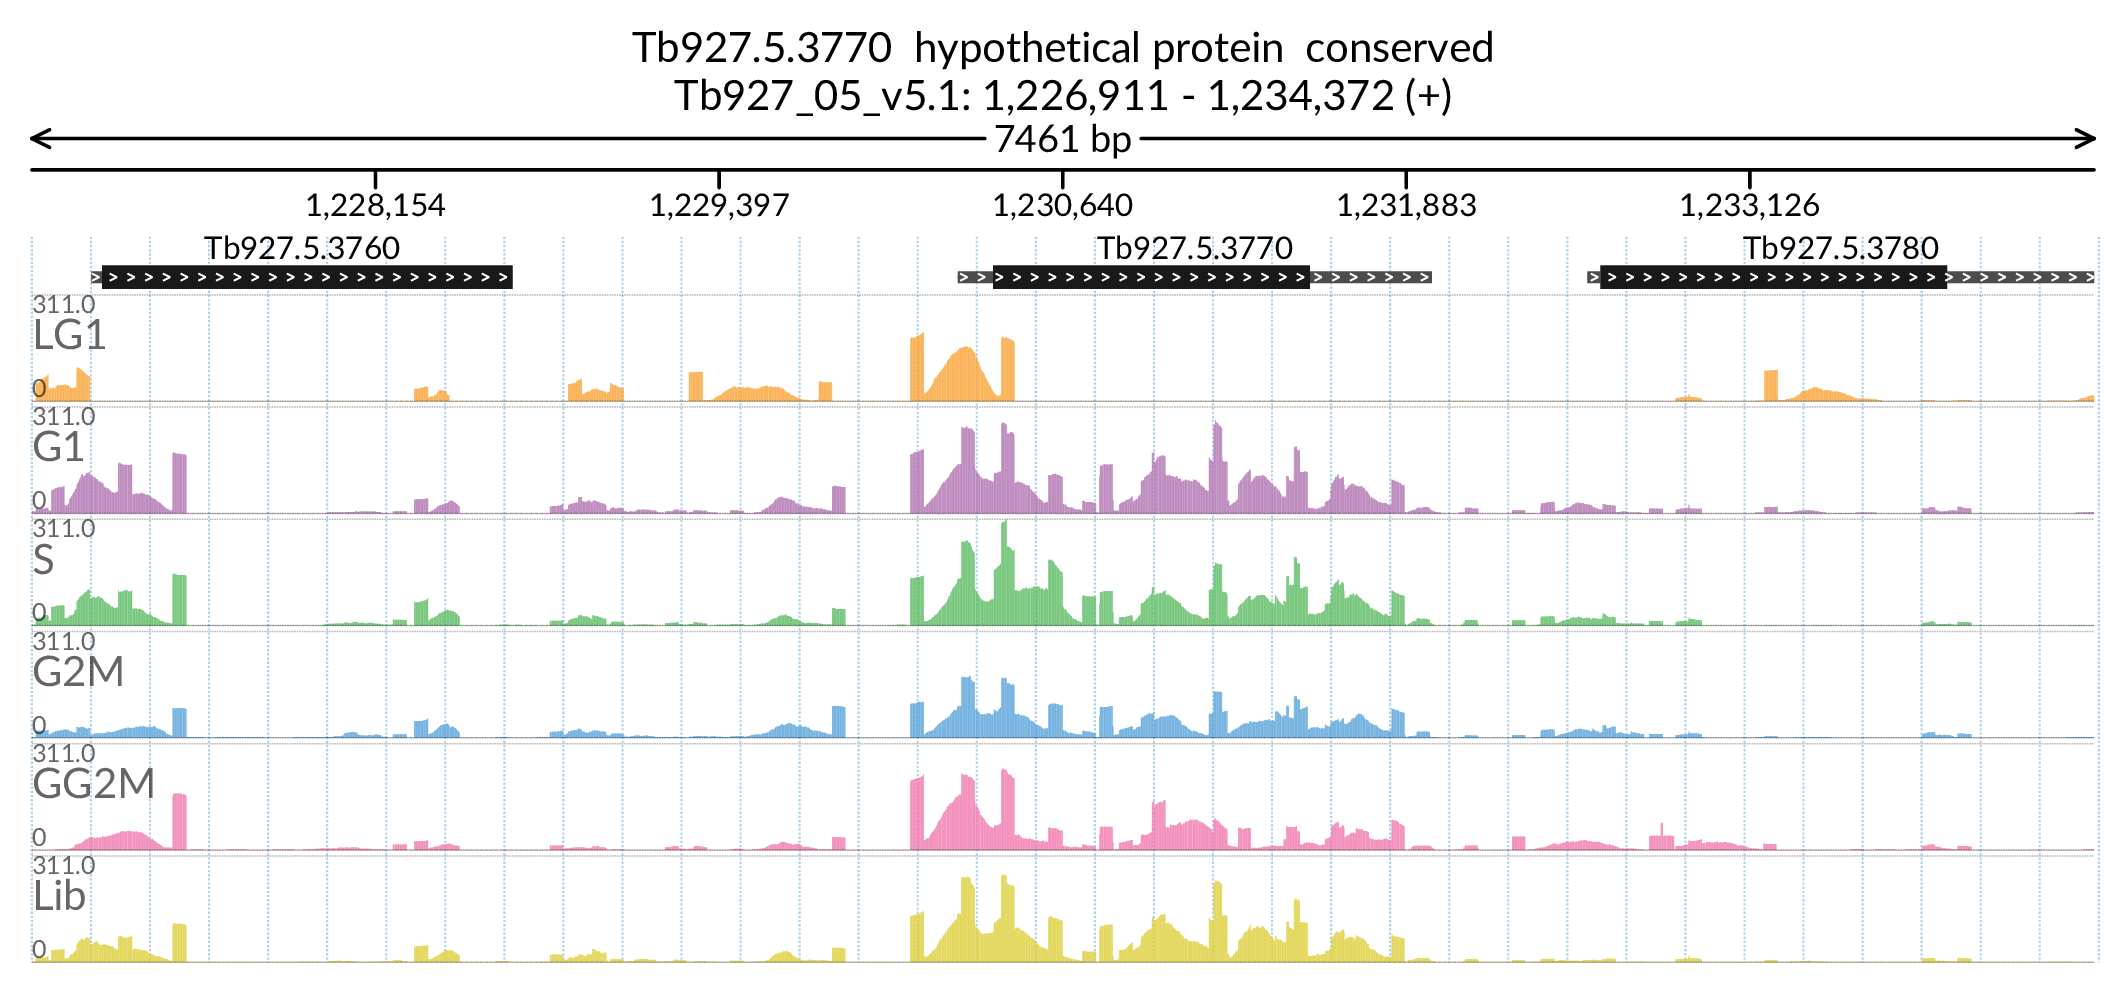 Tb927.5.3770 hypothetical protein conserved
Tb927_05_v5.1: 1,226,911 - 1,234,372 (+)
7461 bp
1,228,154 1,229,397 1,230,640 1,231,883 1,233,126
Tb927.5.3760 Tb927.5.3770 Tb927.5.3780
311.0
LG1
0
311.0
G1
0
311.0
S
0
311.0
G2M
0
311.0
GG2M
0
311.0
Lib
0